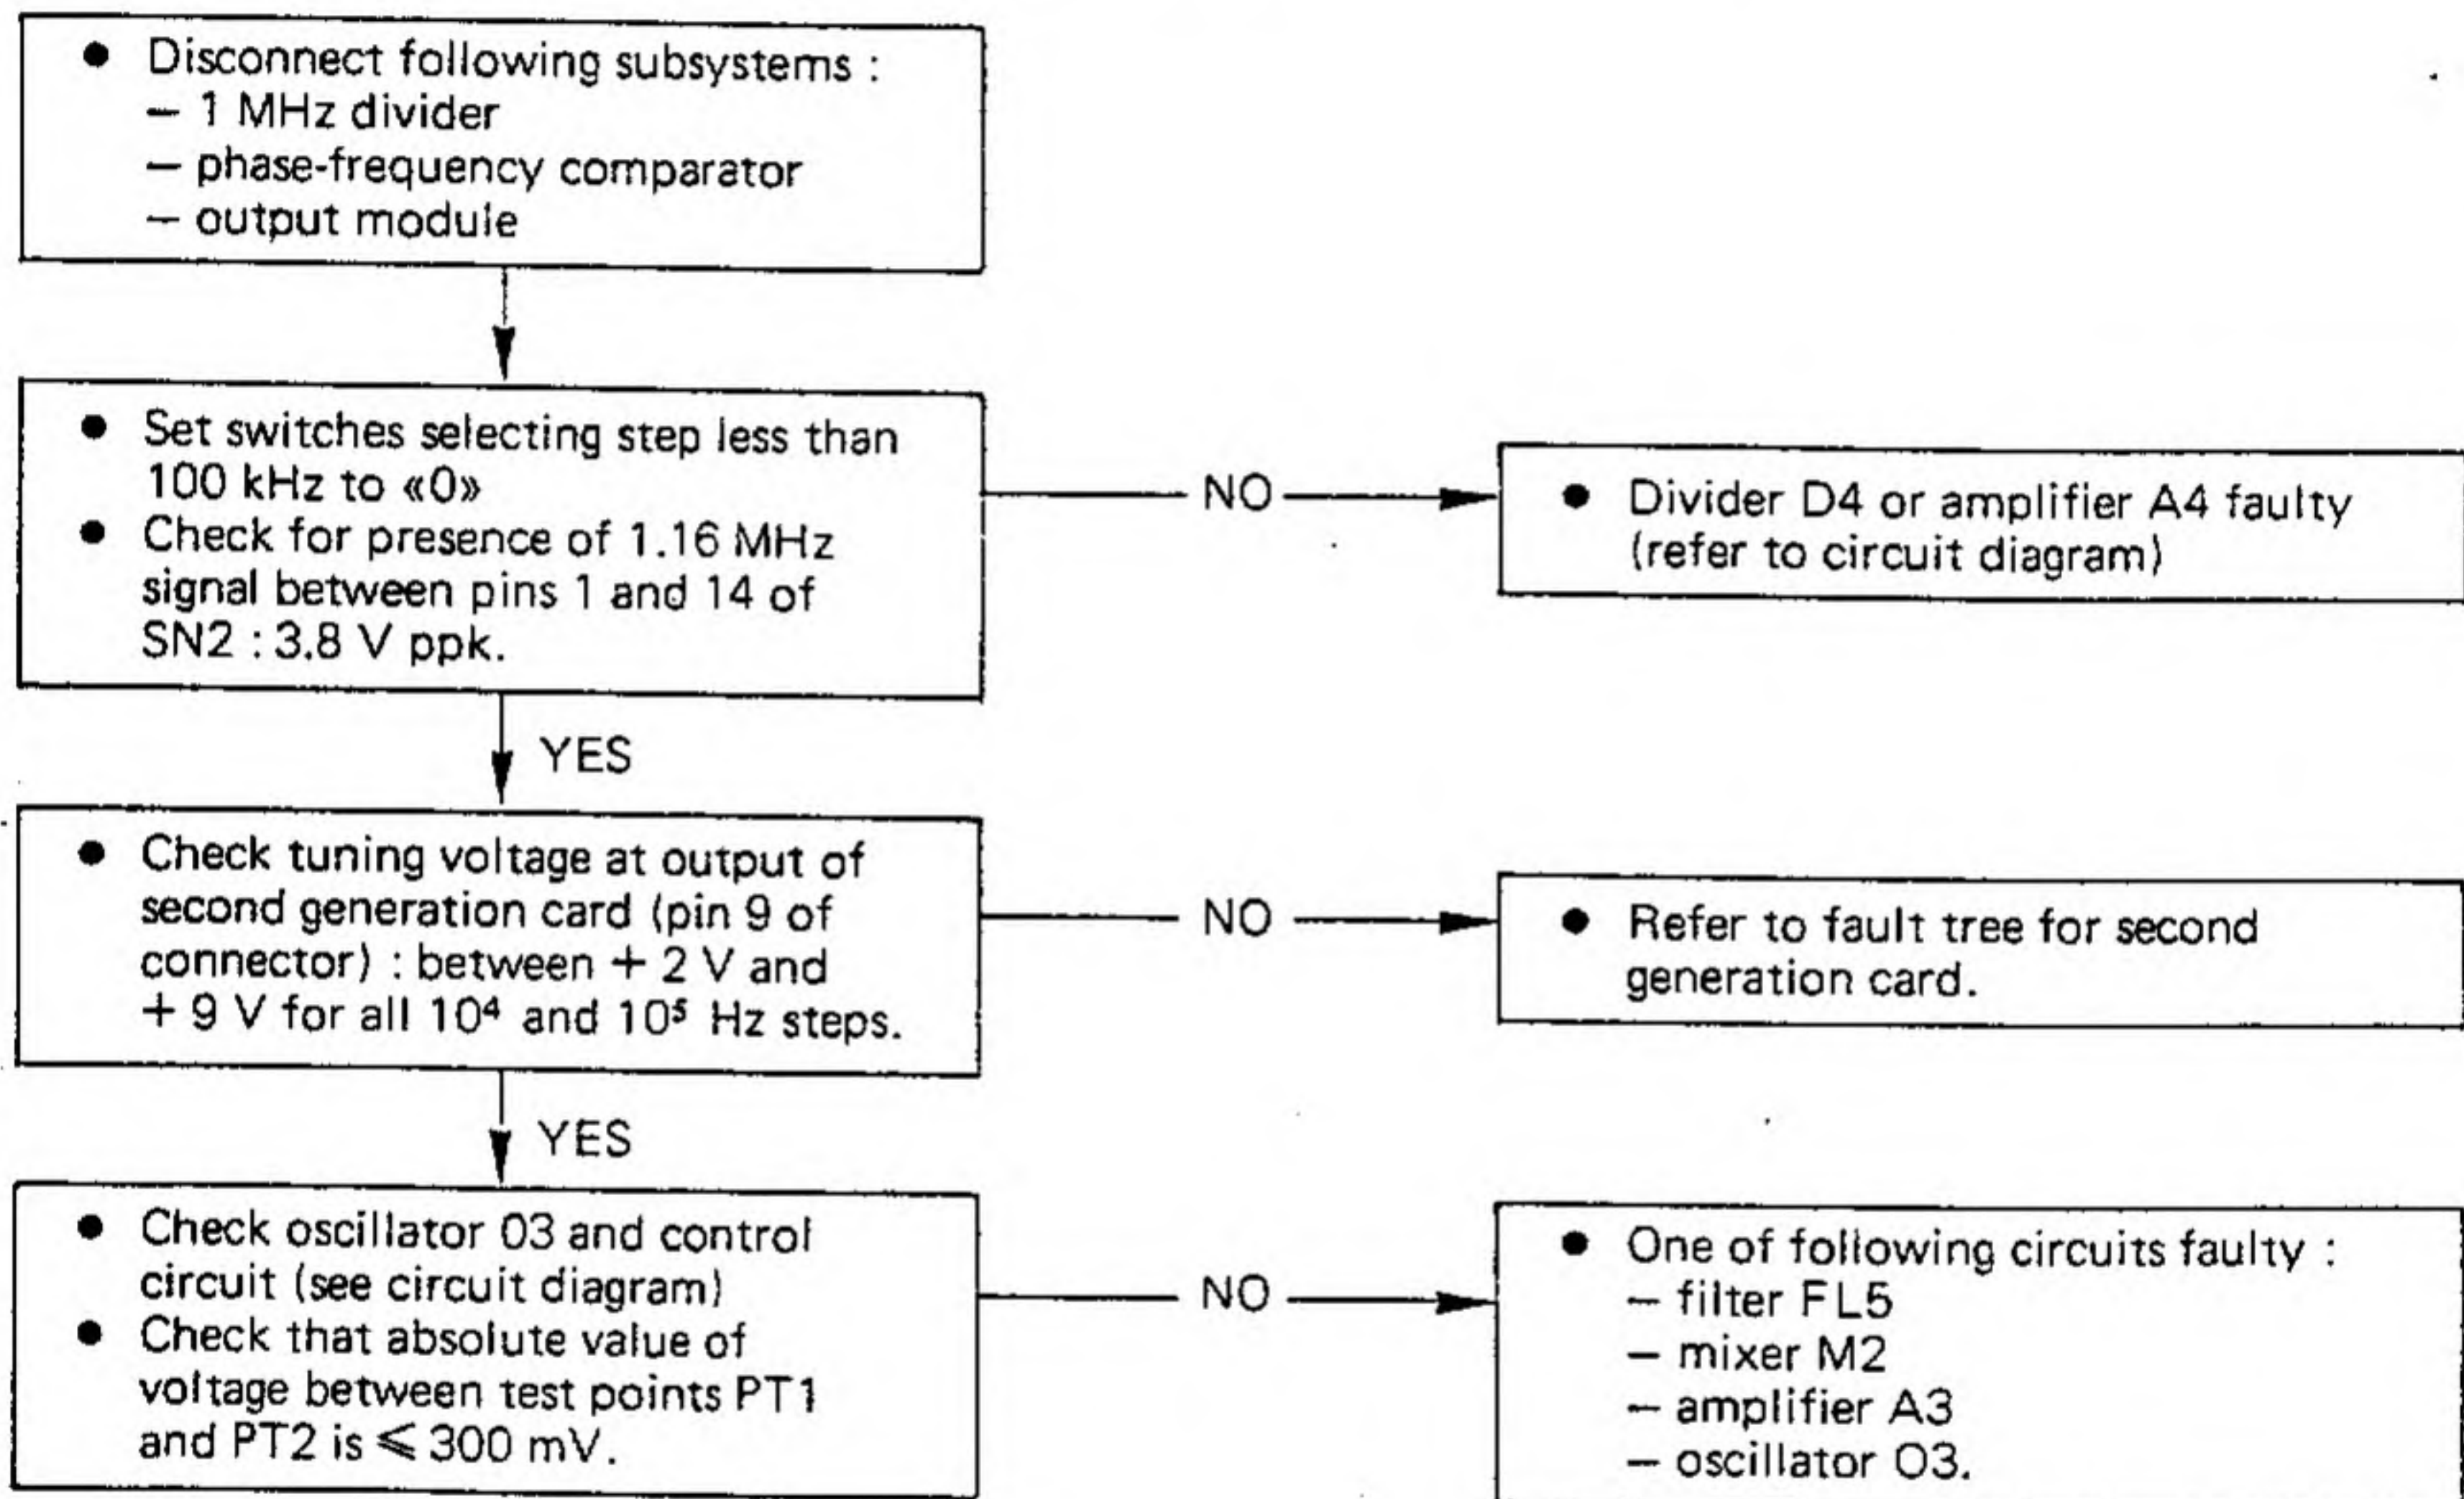 ● Disconnect following subsystems :
— 1 MHz divider
— phase-frequency comparator
— output module
● Set switches selecting step less than
100 kHz to «0»
● Check for presence of 1.16 MHz
signal between pins 1 and 14 of
SN2 : 3.8 V ppk.
NO
● Divider D4 or amplifier A4 faulty
(refer to circuit diagram)
YES
● Check tuning voltage at output of
second generation card (pin 9 of
connector) : between + 2 V and
+ 9 V for all 10⁴ and 10⁵ Hz steps.
NO
● Refer to fault tree for second
generation card.
YES
● Check oscillator 03 and control
circuit (see circuit diagram)
● Check that absolute value of
voltage between test points PT1
and PT2 is ⩽ 300 mV.
NO
● One of following circuits faulty :
— filter FL5
— mixer M2
— amplifier A3
— oscillator O3.